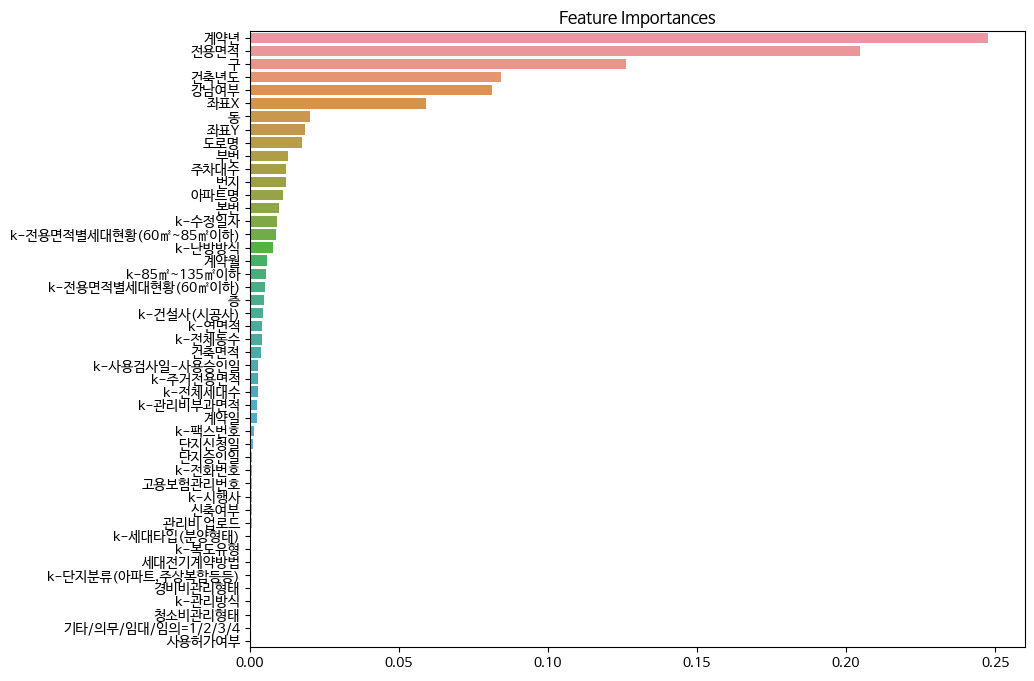 Feature Importances
계약년
전용면적
구
건축년도
강남여부
좌표X
동
좌표Y
도로명
부번
주차대수
번지
아파트명
본번
k-수정일자
k-전용면적별세대현황(60㎡~85㎡이하)
k-난방방식
계약월
k-85㎡~135㎡이하
k-전용면적별세대현황(60㎡이하)
층
k-건설사(시공사)
k-연면적
k-전체동수
건축면적
k-사용검사일-사용승인일
k-주거전용면적
k-전체세대수
k-관리비부과면적
계약일
k-팩스번호
단지신청일
단지승인일
k-전화번호
고용보험관리번호
k-시행사
신축여부
관리비 업로드
k-세대타입(분양형태)
k-복도유형
세대전기계약방법
k-단지분류(아파트,주상복합등등)
경비비관리형태
k-관리방식
청소비관리형태
기타/의무/임대/임의=1/2/3/4
사용허가여부
0.00 0.05 0.10 0.15 0.20 0.25